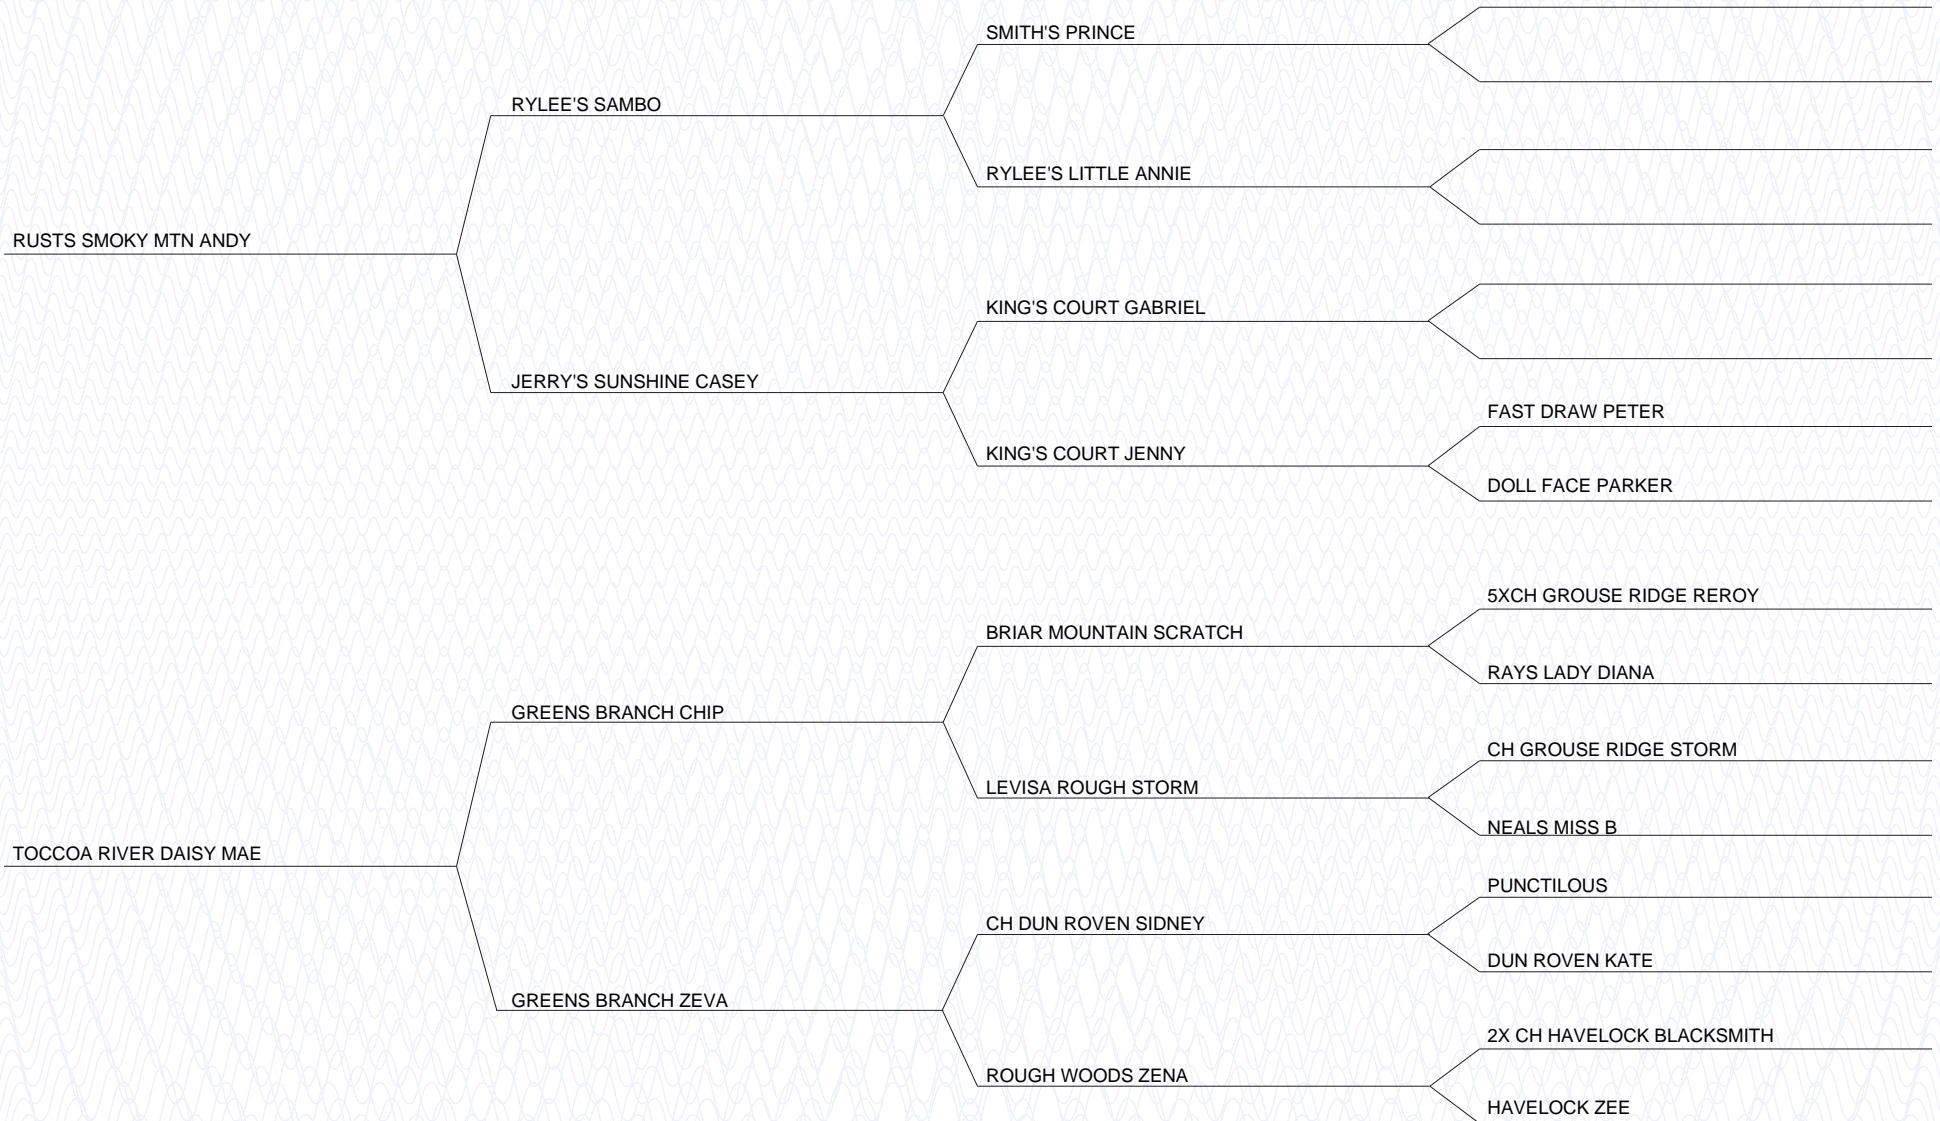 SMITH'S PRINCE
RYLEE'S SAMBO
RYLEE'S LITTLE ANNIE
RUSTS SMOKY MTN ANDY
KING'S COURT GABRIEL
JERRY'S SUNSHINE CASEY
FAST DRAW PETER
KING'S COURT JENNY
DOLL FACE PARKER
5XCH GROUSE RIDGE REROY
BRIAR MOUNTAIN SCRATCH
RAYS LADY DIANA
GREENS BRANCH CHIP
CH GROUSE RIDGE STORM
LEVISA ROUGH STORM
NEALS MISS B
TOCCOA RIVER DAISY MAE
PUNCTILOUS
CH DUN ROVEN SIDNEY
DUN ROVEN KATE
GREENS BRANCH ZEVA
2X CH HAVELOCK BLACKSMITH
ROUGH WOODS ZENA
HAVELOCK ZEE